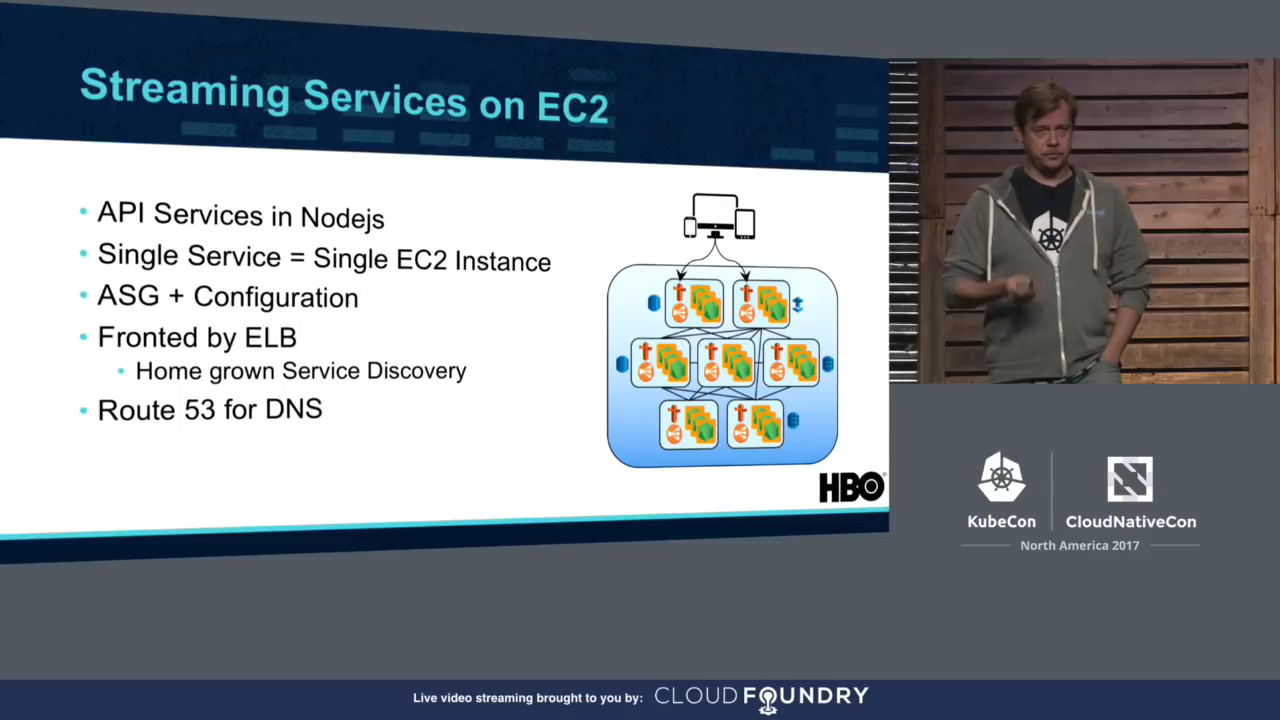 Streaming Services on EC2
• API Services in Nodejs
• Single Service = Single EC2 Instance
• ASG + Configuration
• Fronted by ELB
• Home grown Service Discovery
• Route 53 for DNS
HBO
KubeCon
CloudNativeCon
North America 2017
Live video streaming brought to you by: CLOUD FOUNDRY